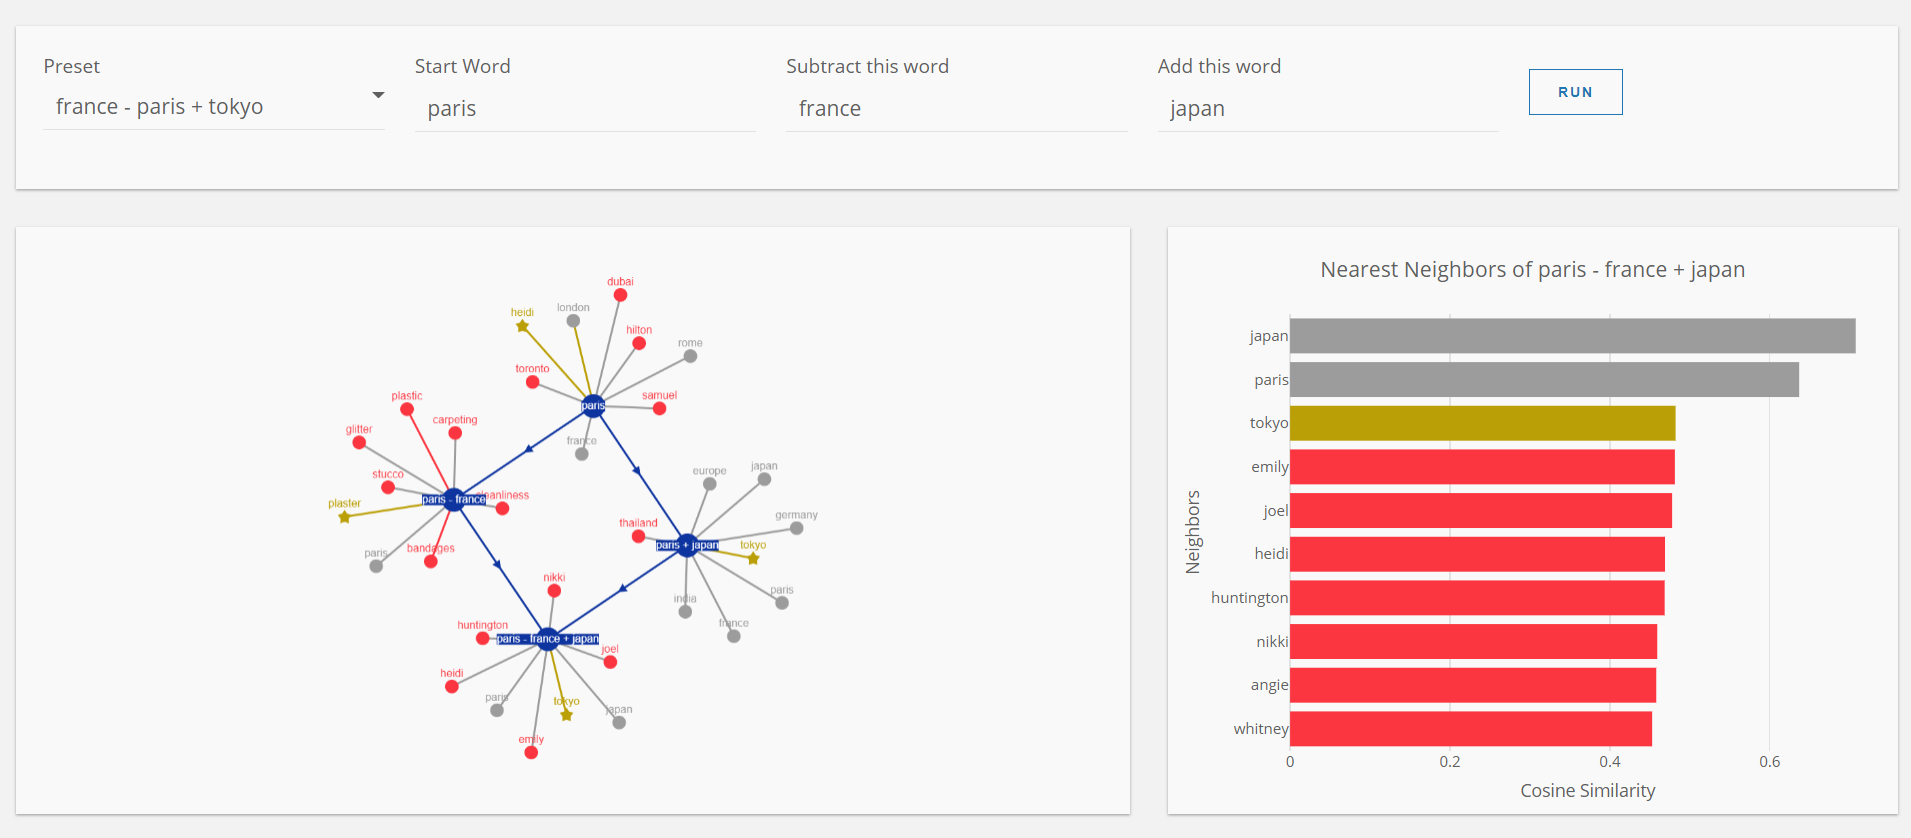 Preset
Start Word
Subtract this word
Add this word
france - paris + tokyo
paris
france
japan
RUN
dubai
london
heidi
hilton
rome
toronto
samuel
paris
france
plastic
carpeting
glitter
stucco
plaster
paris - france
cleanliness
paris
bandages
europe
japan
germany
thailand
paris + japan
tokyo
india
paris
france
nikki
huntington
paris - france + japan
joel
heidi
paris
tokyo
japan
emily
Nearest Neighbors of paris - france + japan
Neighbors
japan
paris
tokyo
emily
joel
heidi
huntington
nikki
angie
whitney
0
0.2
0.4
0.6
Cosine Similarity